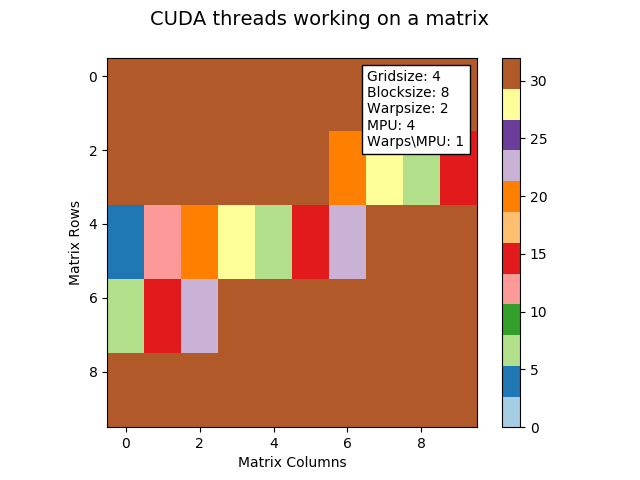 CUDA threads working on a matrix
Gridsize: 4
Blocksize: 8
Warpsize: 2
MPU: 4
Warps\MPU: 1
Matrix Rows
0
2
4
6
8
0 2 4 6 8
Matrix Columns
30
25
20
15
10
5
0